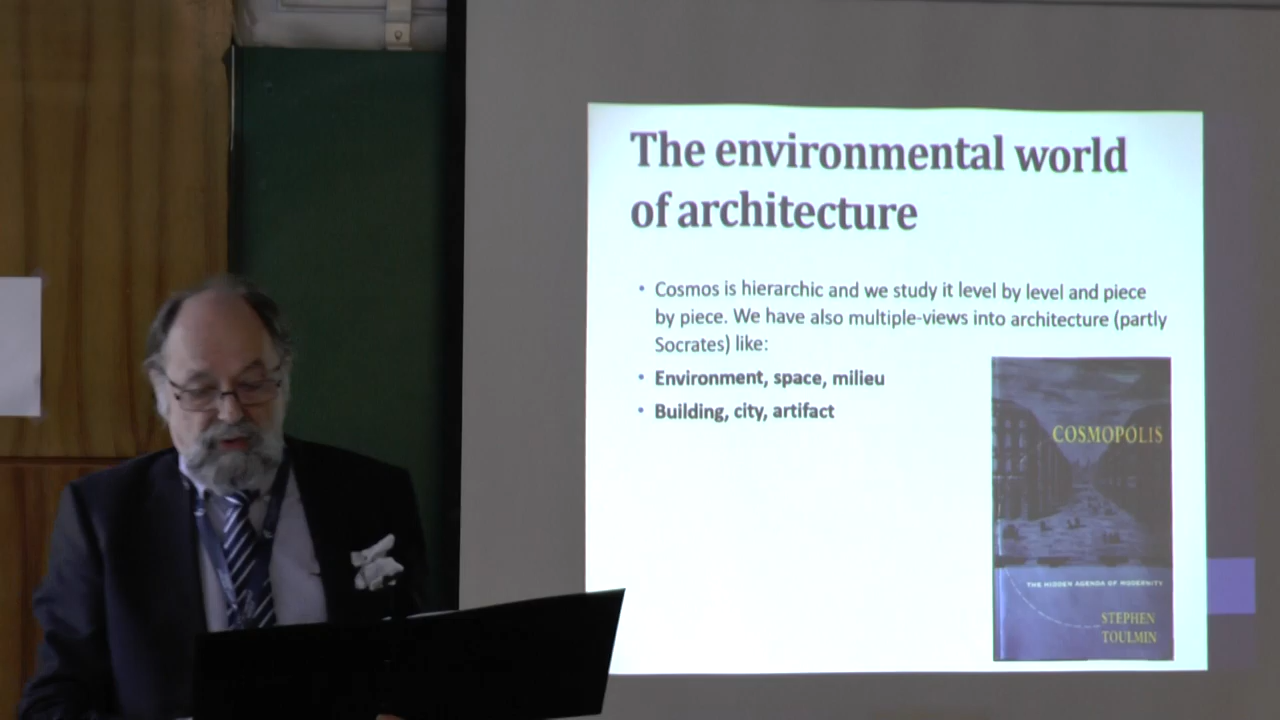 The environmental world
of architecture
• Cosmos is hierarchic and we study it level by level and piece
by piece. We have also multiple-views into architecture (partly
Socrates) like:
• Environment, space, milieu
• Building, city, artifact
COSMOPOLIS
THE HIDDEN AGENDA OF MODERNITY
STEPHEN
TOULMIN